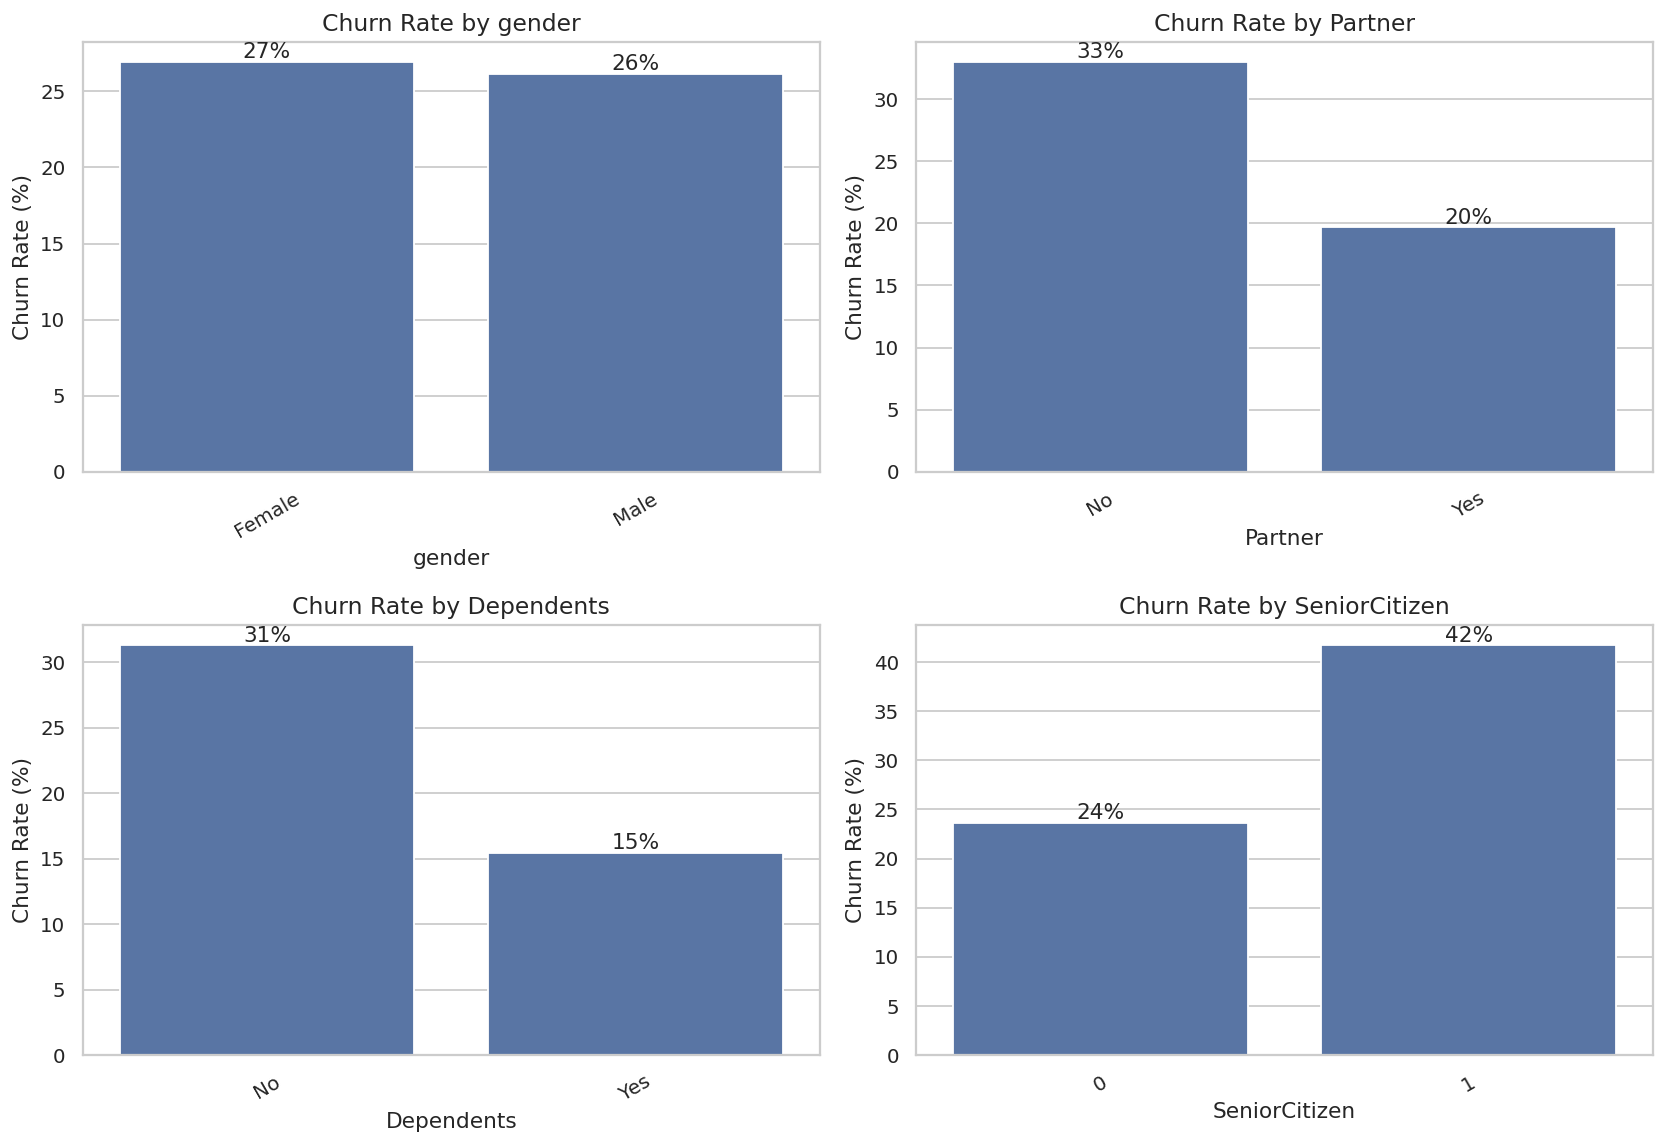 Churn Rate by gender
27%
26%
25
20
15
10
5
0
Churn Rate (%)
Female
Male
gender
Churn Rate by Partner
33%
20%
30
25
20
15
10
5
0
Churn Rate (%)
No
Yes
Partner
Churn Rate by Dependents
31%
15%
30
25
20
15
10
5
0
Churn Rate (%)
No
Yes
Dependents
Churn Rate by SeniorCitizen
42%
24%
40
35
30
25
20
15
10
5
0
Churn Rate (%)
0
1
SeniorCitizen